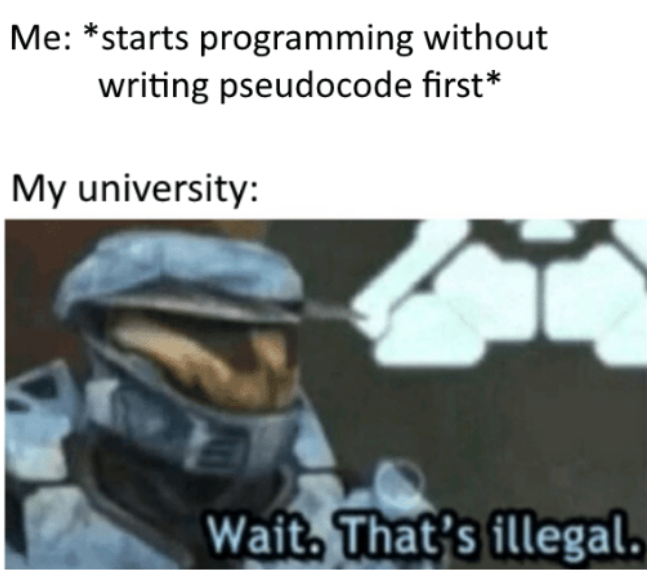 Me: *starts programming without
writing pseudocode first*
My university:
Wait. That's illegal.